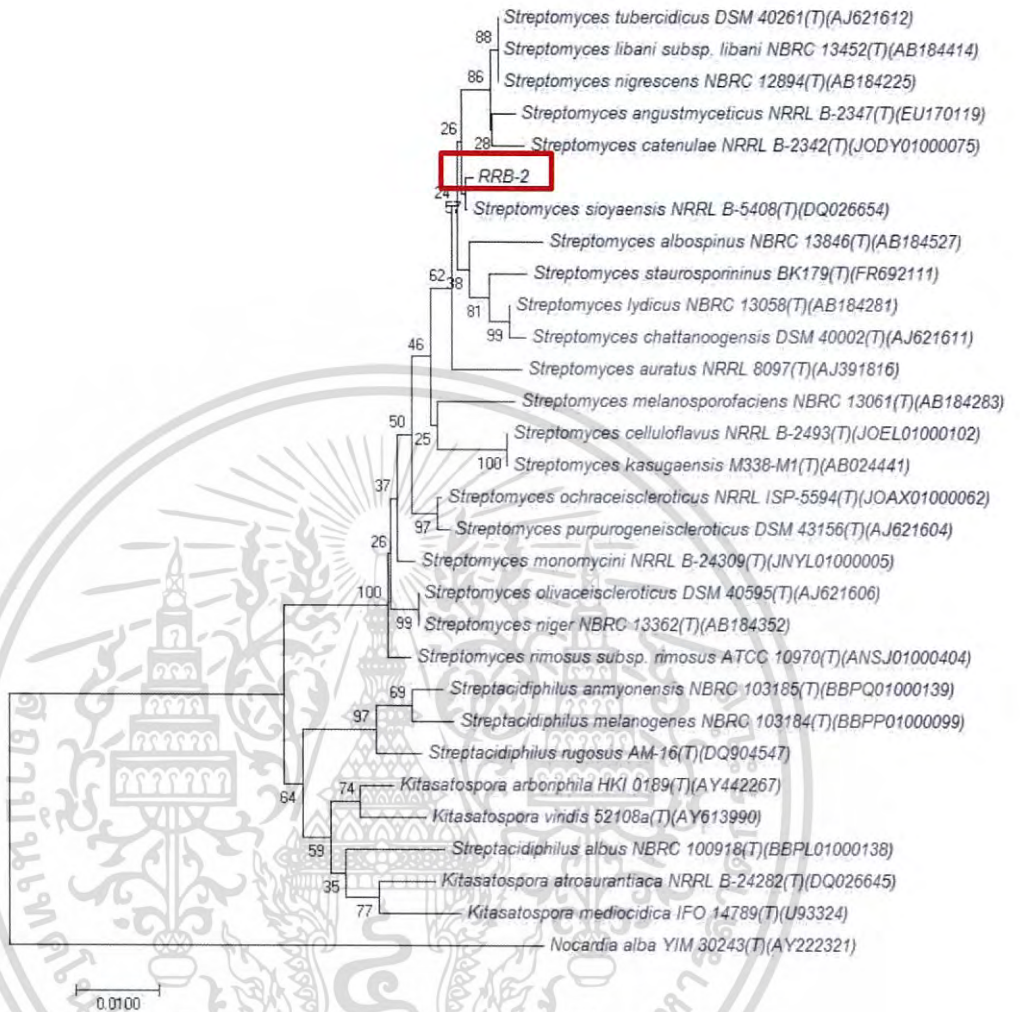 Streptomyces tubercidicus DSM 40261(T)(AJ621612)
88
Streptomyces libani subsp. libani NBRC 13452(T)(AB184414)
86
Streptomyces nigrescens NBRC 12894(T)(AB184225)
Streptomyces angustmyceticus NRRL B-2347(T)(EU170119)
26
28
Streptomyces catenulae NRRL B-2342(T)(JODY01000075)
RRB-2
24
57
Streptomyces sioyaensis NRRL B-5408(T)(DQ026654)
Streptomyces albospinus NBRC 13846(T)(AB184527)
62
38
Streptomyces staurosporininus BK179(T)(FR692111)
81
Streptomyces lydicus NBRC 13058(T)(AB184281)
99
Streptomyces chattanoogensis DSM 40002(T)(AJ621611)
46
Streptomyces auratus NRRL 8097(T)(AJ391816)
Streptomyces melanosporofaciens NBRC 13061(T)(AB184283)
50
25
Streptomyces celluloflavus NRRL B-2493(T)(JOEL01000102)
100
Streptomyces kasugaensis M338-M1(T)(AB024441)
37
Streptomyces ochraceiscleroticus NRRL ISP-5594(T)(JOAX01000062)
97
Streptomyces purpurogeneiscleroticus DSM 43156(T)(AJ621604)
26
Streptomyces monomycini NRRL B-24309(T)(JNYL01000005)
100
Streptomyces olivaceiscleroticus DSM 40595(T)(AJ621606)
99
Streptomyces niger NBRC 13362(T)(AB184352)
Streptomyces rimosus subsp. rimosus ATCC 10970(T)(ANSJ01000404)
69
Streptacidiphilus anmyonensis NBRC 103185(T)(BBPQ01000139)
97
Streptacidiphilus melanogenes NBRC 103184(T)(BBPP01000099)
Streptacidiphilus rugosus AM-16(T)(DQ904547)
64
74
Kitasatospora arboriphila HKI 0189(T)(AY442267)
Kitasatospora viridis 52108a(T)(AY613990)
59
Streptacidiphilus albus NBRC 100918(T)(BBPL01000138)
35
Kitasatospora atroaurantiaca NRRL B-24282(T)(DQ026645)
77
Kitasatospora mediocidica IFO 14789(T)(U93324)
Nocardia alba YIM 30243(T)(AY222321)
0.0100